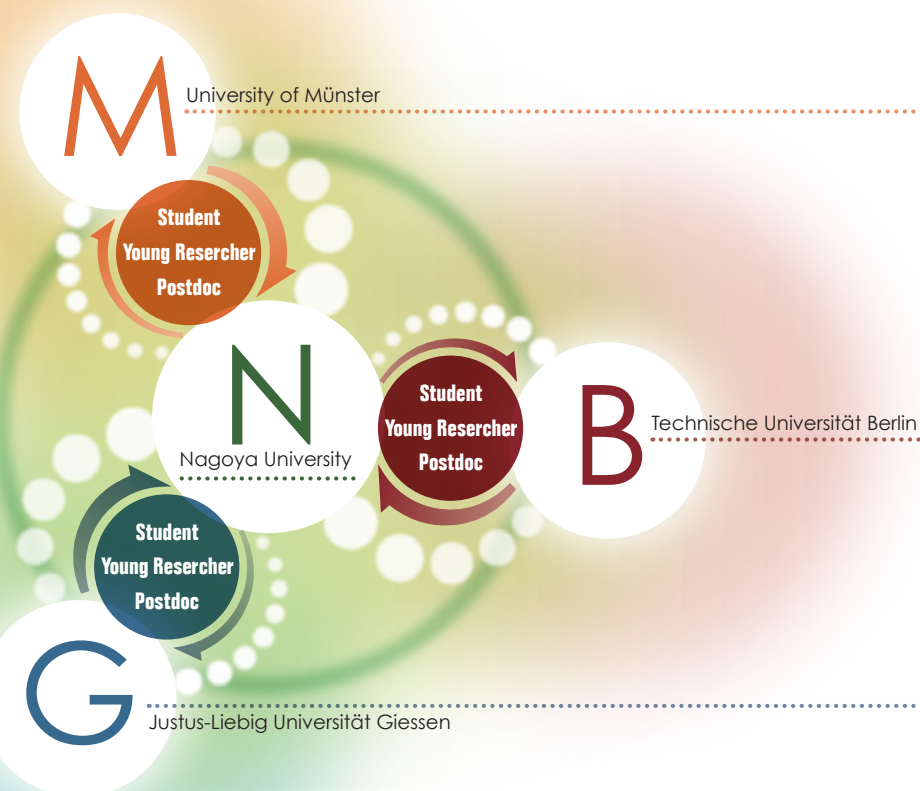 M
University of Münster
Student
Young Resercher
Postdoc
N
Nagoya University
Student
Young Resercher
Postdoc
B
Technische Universität Berlin
Student
Young Resercher
Postdoc
G
Justus-Liebig Universität Giessen